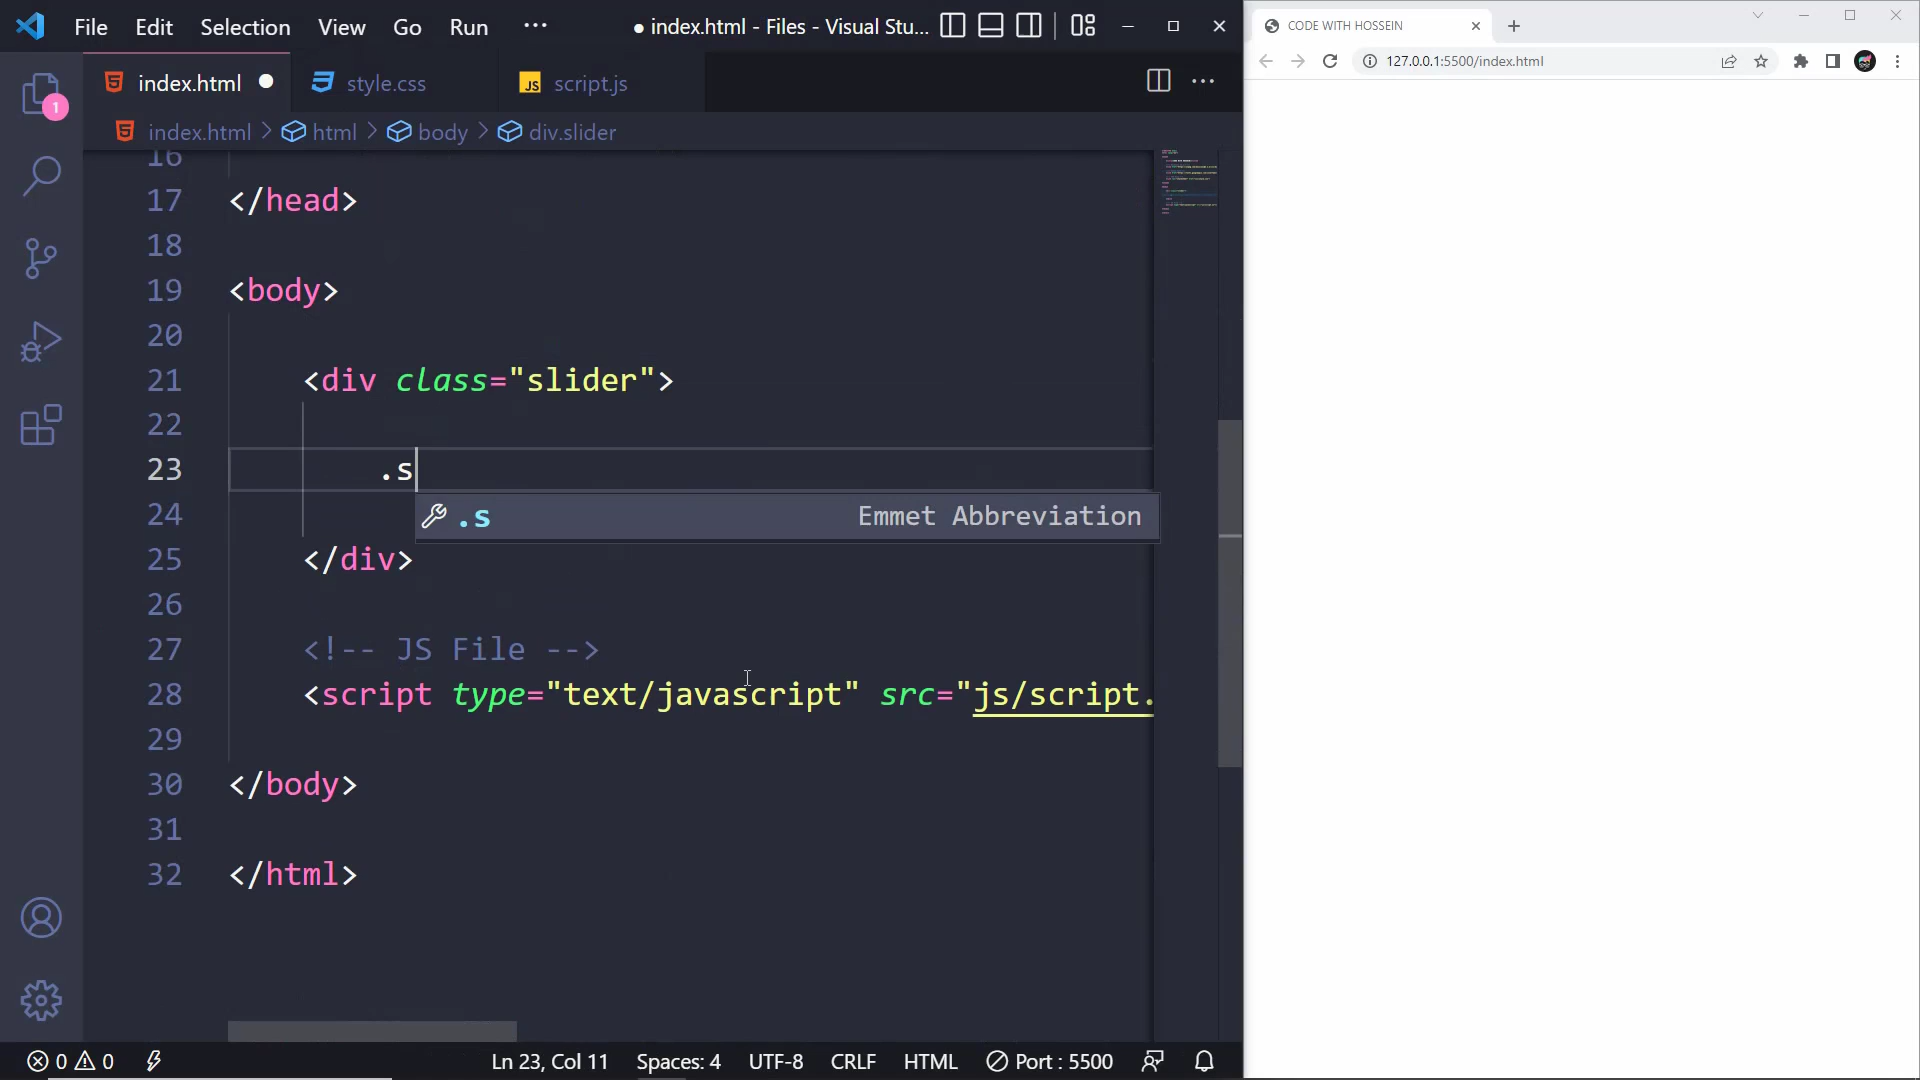 File Edit Selection View Go Run ··· ● index.html - Files - Visual Stu...
CODE WITH HOSSEIN
127.0.0.1:5500/index.html
index.html style.css JS script.js
1
index.html > html > body > div.slider
16
17 </head>
18
19 <body>
20
21 <div class="slider">
22
23 .s
.s Emmet Abbreviation
24
25 </div>
26
27 <!-- JS File -->
28 <script type="text/javascript" src="js/script.
29
30 </body>
31
32 </html>
0 0 Ln 23, Col 11 Spaces: 4 UTF-8 CRLF HTML Port : 5500